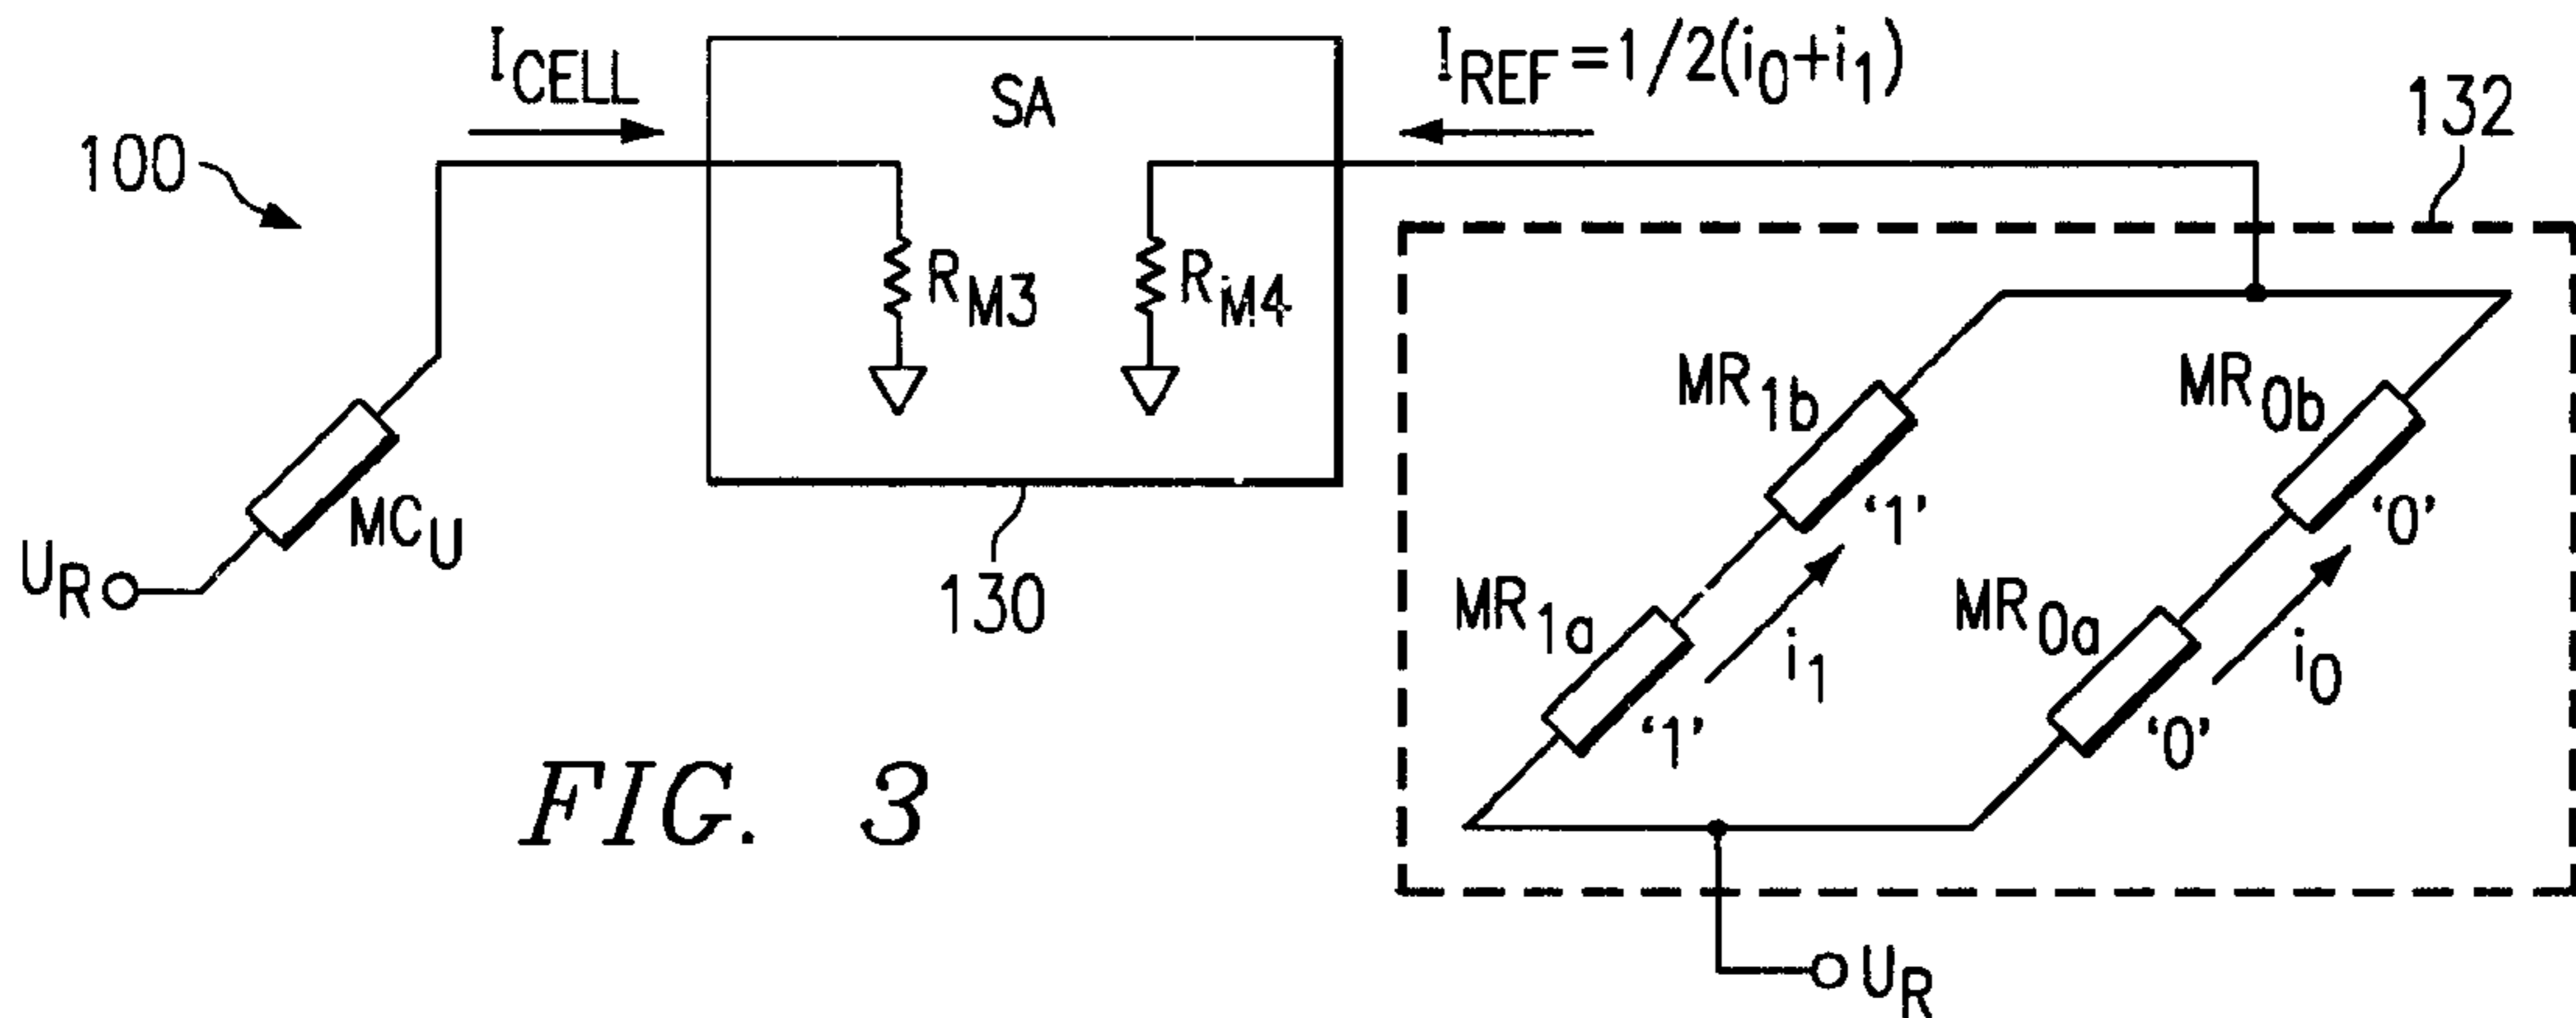 I_CELL
SA
I_REF=1/2(i_0+i_1)
132
100
R_M3
R_M4
MR_1b
MR_0b
'1'
'0'
MC_U
U_R
130
MR_1a
i_1
MR_0a
i_0
'1'
'0'
FIG. 3
U_R